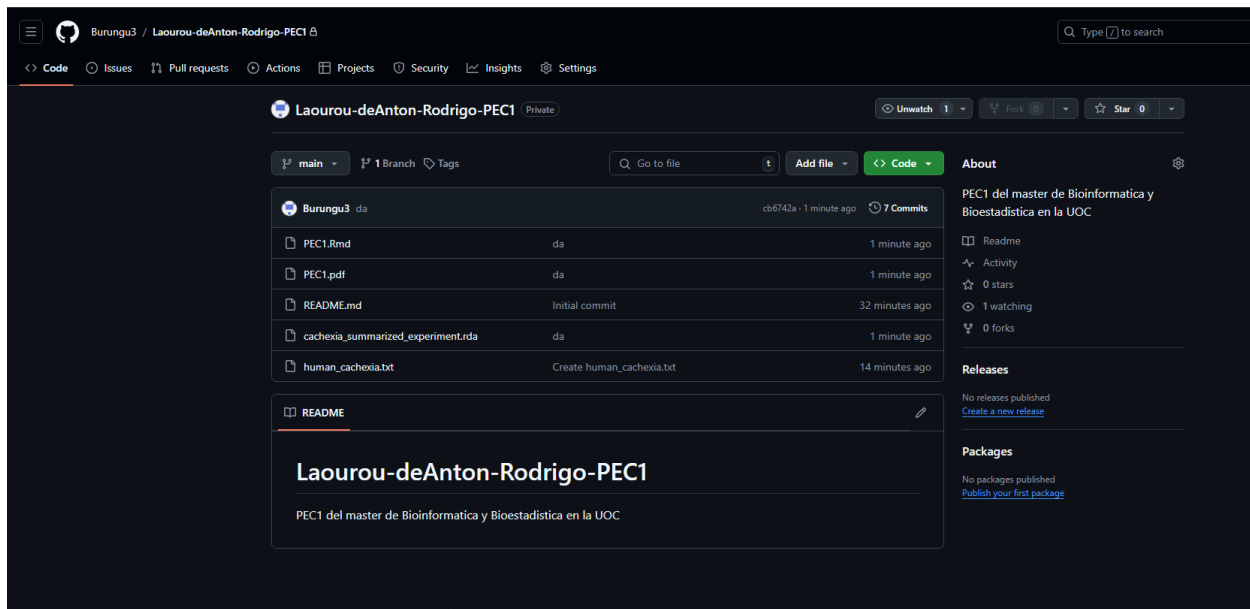 Burungu3 / Laourou-deAnton-Rodrigo-PEC1
Type / to search
Code Issues Pull requests Actions Projects Security Insights Settings
Laourou-deAnton-Rodrigo-PEC1 Private
Unwatch 1 Fork 0 Star 0
main 1 Branch Tags
Go to file t Add file Code
Burungu3 da cb6742a · 1 minute ago 7 Commits
PEC1.Rmd da 1 minute ago
PEC1.pdf da 1 minute ago
README.md Initial commit 32 minutes ago
cachexia_summarized_experiment.rda da 1 minute ago
human_cachexia.txt Create human_cachexia.txt 14 minutes ago
README
Laourou-deAnton-Rodrigo-PEC1
PEC1 del master de Bioinformatica y Bioestadistica en la UOC
About
PEC1 del master de Bioinformatica y
Bioestadistica en la UOC
Readme
Activity
0 stars
1 watching
0 forks
Releases
No releases published
Create a new release
Packages
No packages published
Publish your first package